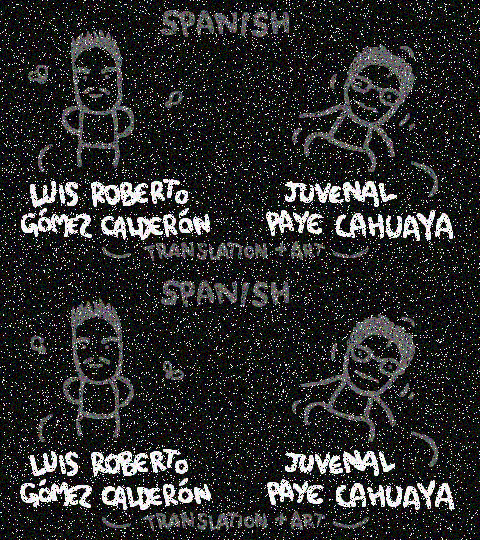 SPANISH
LUIS ROBERTO
GÓMEZ CALDERÓN
JUVENAL
PAYE CAHUAYA
TRANSLATION + ART
SPANISH
LUIS ROBERTO
GÓMEZ CALDERÓN
JUVENAL
PAYE CAHUAYA
TRANSLATION + ART